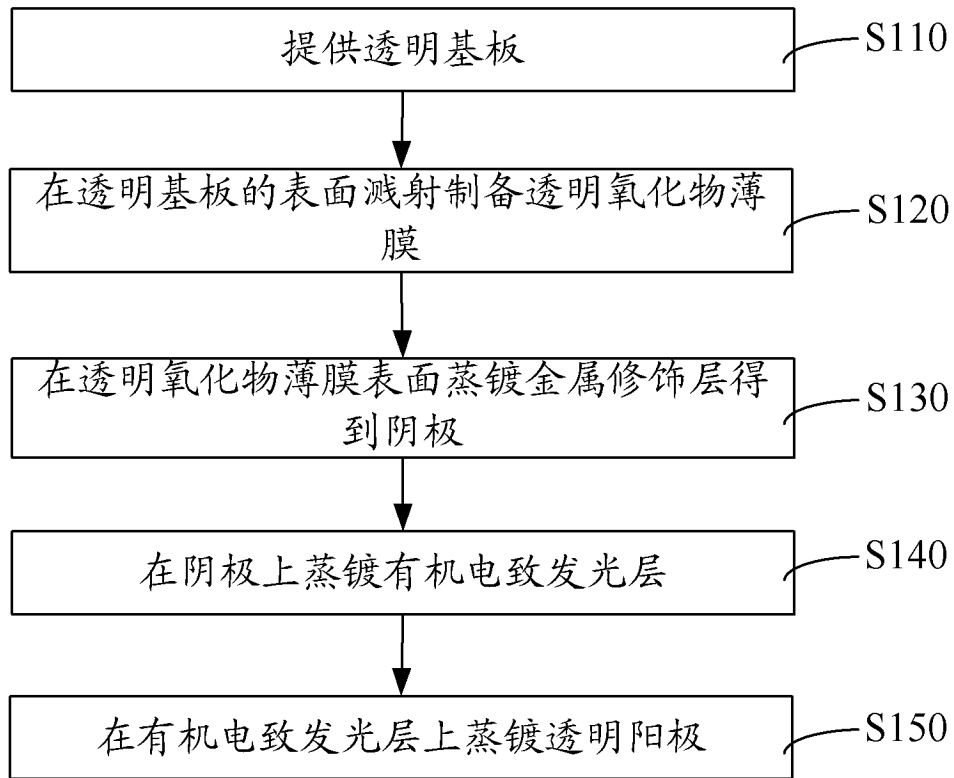 提供透明基板
S110
在透明基板的表面溅射制备透明氧化物薄
膜
S120
在透明氧化物薄膜表面蒸镀金属修饰层得
到阴极
S130
在阴极上蒸镀有机电致发光层
S140
在有机电致发光层上蒸镀透明阳极
S150